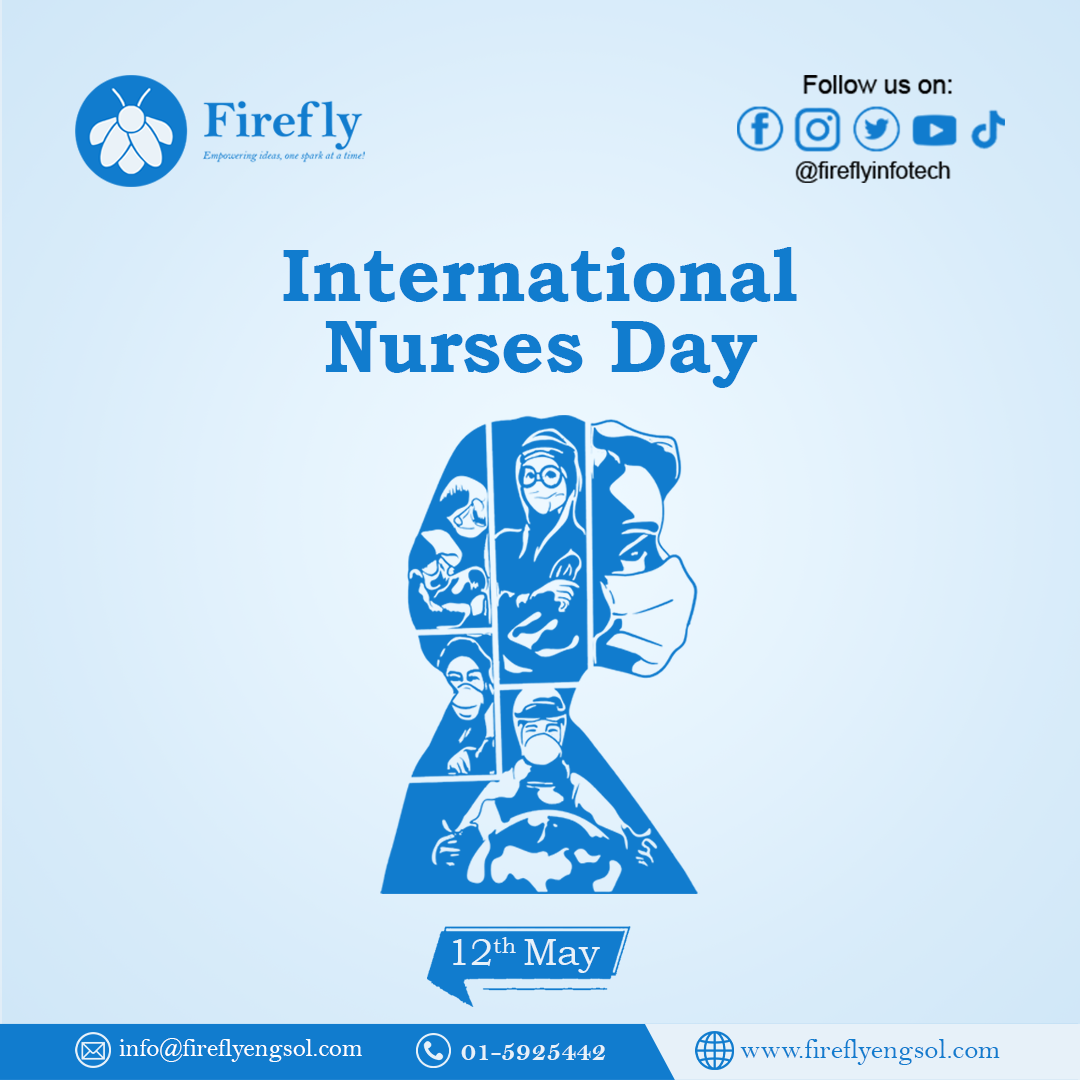 Firefly
Empowering ideas, one spark at a time!
Follow us on:
@fireflyinfotech
International
Nurses Day
12th May
info@fireflyengsol.com
01-5925442
www.fireflyengsol.com